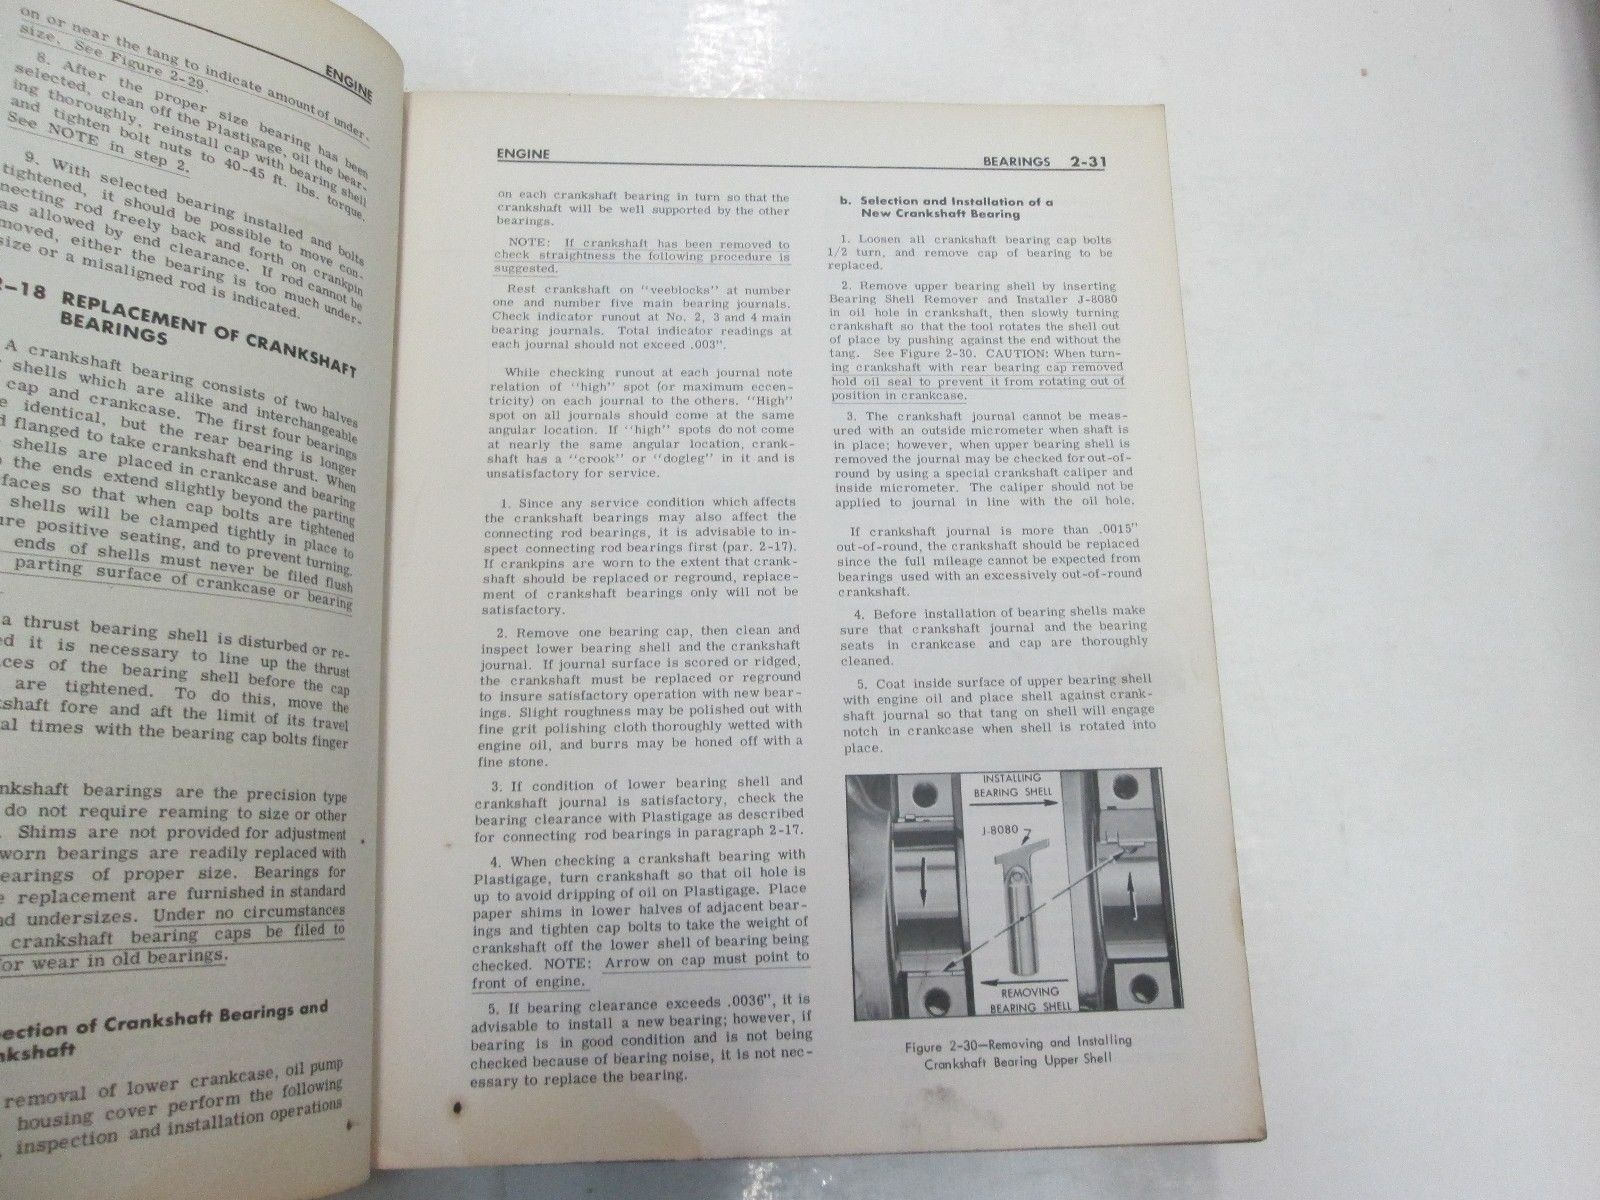 ENGINE
on or near the tang to indicate amount of under-
size. See Figure 2-29.
8. After the proper size bearing has been
selected, clean off the Plastigage, oil the bear-
ing thoroughly, reinstall cap with bearing shell
and tighten bolt nuts to 40-45 ft. lbs. torque.
See NOTE in step 2.
9. With selected bearing installed and bolts
tightened, it should be possible to move con-
necting rod freely back and forth on crankpin
as allowed by end clearance. If rod cannot be
moved, either the bearing is too much under-
size or a misaligned rod is indicated.
2-18 REPLACEMENT OF CRANKSHAFT
BEARINGS
A crankshaft bearing consists of two halves
shells which are alike and interchangeable
cap and crankcase. The first four bearings
identical, but the rear bearing is longer
flanged to take crankshaft end thrust. When
shells are placed in crankcase and bearing
the ends extend slightly beyond the parting
faces so that when cap bolts are tightened
shells will be clamped tightly in place to
positive seating, and to prevent turning.
ends of shells must never be filed flush
parting surface of crankcase or bearing
a thrust bearing shell is disturbed or re-
it is necessary to line up the thrust
of the bearing shell before the cap
are tightened. To do this, move the
fore and aft the limit of its travel
times with the bearing cap bolts finger
bearings are the precision type
do not require reaming to size or other
Shims are not provided for adjustment
worn bearings are readily replaced with
of proper size. Bearings for
replacement are furnished in standard
undersizes. Under no circumstances
crankshaft bearing caps be filed to
for wear in old bearings.
of Crankshaft Bearings and
removal of lower crankcase, oil pump
housing cover perform the following
inspection and installation operations
ENGINE
BEARINGS 2-31
on each crankshaft bearing in turn so that the
crankshaft will be well supported by the other
bearings.
NOTE: If crankshaft has been removed to
check straightness the following procedure is
suggested.
Rest crankshaft on "veeblocks" at number
one and number five main bearing journals.
Check indicator runout at No. 2, 3 and 4 main
bearing journals. Total indicator readings at
each journal should not exceed .003".
While checking runout at each journal note
relation of "high" spot (or maximum eccen-
tricity) on each journal to the others. "High"
spot on all journals should come at the same
angular location. If "high" spots do not come
at nearly the same angular location, crank-
shaft has a "crook" or "dogleg" in it and is
unsatisfactory for service.
1. Since any service condition which affects
the crankshaft bearings may also affect the
connecting rod bearings, it is advisable to in-
spect connecting rod bearings first (par. 2-17).
If crankpins are worn to the extent that crank-
shaft should be replaced or reground, replace-
ment of crankshaft bearings only will not be
satisfactory.
2. Remove one bearing cap, then clean and
inspect lower bearing shell and the crankshaft
journal. If journal surface is scored or ridged,
the crankshaft must be replaced or reground
to insure satisfactory operation with new bear-
ings. Slight roughness may be polished out with
fine grit polishing cloth thoroughly wetted with
engine oil, and burrs may be honed off with a
fine stone.
3. If condition of lower bearing shell and
crankshaft journal is satisfactory, check the
bearing clearance with Plastigage as described
for connecting rod bearings in paragraph 2-17.
4. When checking a crankshaft bearing with
Plastigage, turn crankshaft so that oil hole is
up to avoid dripping of oil on Plastigage. Place
paper shims in lower halves of adjacent bear-
ings and tighten cap bolts to take the weight of
crankshaft off the lower shell of bearing being
checked. NOTE: Arrow on cap must point to
front of engine.
5. If bearing clearance exceeds .0036", it is
advisable to install a new bearing; however, if
bearing is in good condition and is not being
checked because of bearing noise, it is not nec-
essary to replace the bearing.
b. Selection and Installation of a
New Crankshaft Bearing
1. Loosen all crankshaft bearing cap bolts
1/2 turn, and remove cap of bearing to be
replaced.
2. Remove upper bearing shell by inserting
Bearing Shell Remover and Installer J-8080
in oil hole in crankshaft, then slowly turning
crankshaft so that the tool rotates the shell out
of place by pushing against the end without the
tang. See Figure 2-30. CAUTION: When turn-
ing crankshaft with rear bearing cap removed
hold oil seal to prevent it from rotating out of
position in crankcase.
3. The crankshaft journal cannot be meas-
ured with an outside micrometer when shaft is
in place; however, when upper bearing shell is
removed the journal may be checked for out-of-
round by using a special crankshaft caliper and
inside micrometer. The caliper should not be
applied to journal in line with the oil hole.
If crankshaft journal is more than .0015"
out-of-round, the crankshaft should be replaced
since the full mileage cannot be expected from
bearings used with an excessively out-of-round
crankshaft.
4. Before installation of bearing shells make
sure that crankshaft journal and the bearing
seats in crankcase and cap are thoroughly
cleaned.
5. Coat inside surface of upper bearing shell
with engine oil and place shell against crank-
shaft journal so that tang on shell will engage
notch in crankcase when shell is rotated into
place.
INSTALLING
BEARING SHELL
J-8080
REMOVING
BEARING SHELL
Figure 2-30—Removing and Installing
Crankshaft Bearing Upper Shell